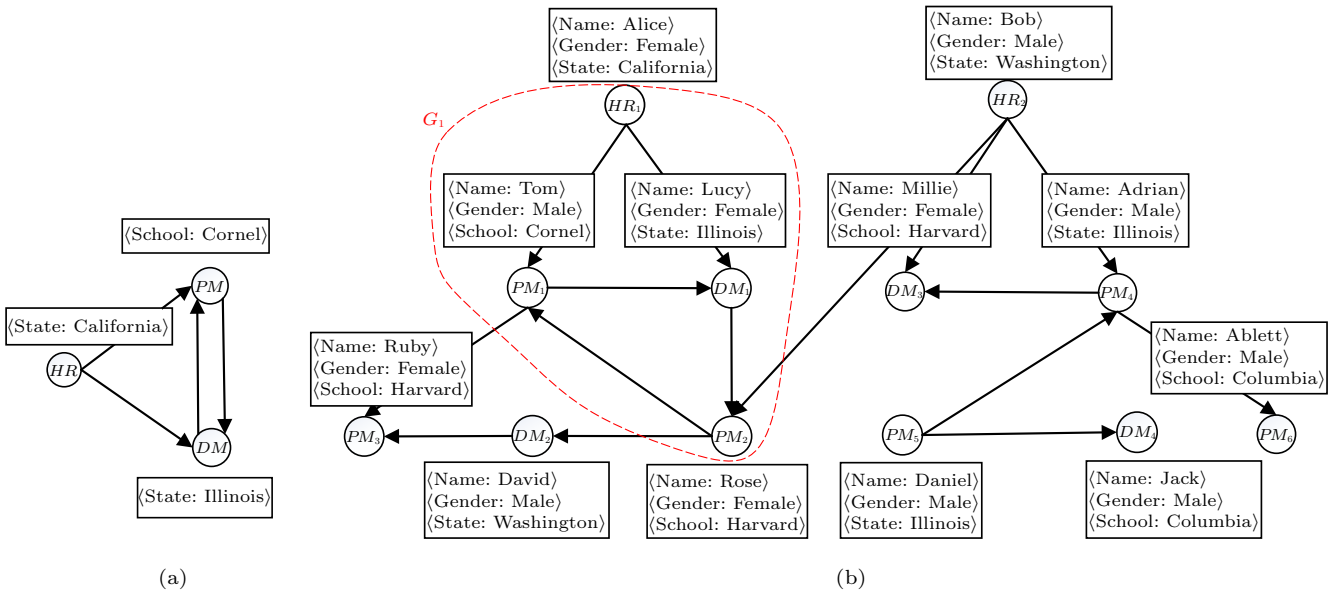 ⟨School: Cornel⟩
PM
⟨State: California⟩
HR
DM
⟨State: Illinois⟩
(a)
⟨Name: Alice⟩
⟨Gender: Female⟩
⟨State: California⟩
HR₁
G₁
⟨Name: Tom⟩
⟨Gender: Male⟩
⟨School: Cornel⟩
⟨Name: Lucy⟩
⟨Gender: Female⟩
⟨State: Illinois⟩
PM₁
DM₁
⟨Name: Ruby⟩
⟨Gender: Female⟩
⟨School: Harvard⟩
PM₃
DM₂
PM₂
⟨Name: David⟩
⟨Gender: Male⟩
⟨State: Washington⟩
⟨Name: Rose⟩
⟨Gender: Female⟩
⟨School: Harvard⟩
⟨Name: Bob⟩
⟨Gender: Male⟩
⟨State: Washington⟩
HR₂
⟨Name: Millie⟩
⟨Gender: Female⟩
⟨School: Harvard⟩
⟨Name: Adrian⟩
⟨Gender: Male⟩
⟨State: Illinois⟩
DM₃
PM₄
⟨Name: Ablett⟩
⟨Gender: Male⟩
⟨School: Columbia⟩
PM₅
DM₄
PM₆
⟨Name: Daniel⟩
⟨Gender: Male⟩
⟨State: Illinois⟩
⟨Name: Jack⟩
⟨Gender: Male⟩
⟨School: Columbia⟩
(b)